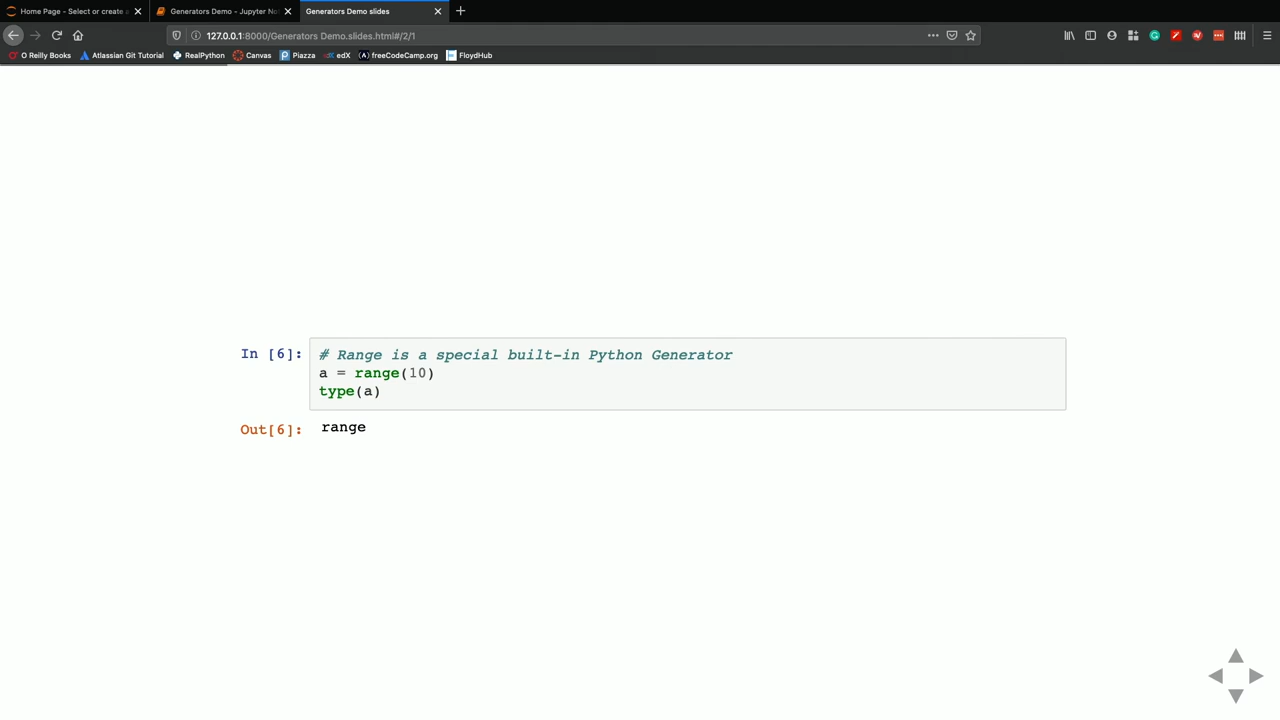 Home Page - Select or create a
Generators Demo - Jupyter No
Generators Demo slides
127.0.0.1:8000/Generators Demo.slides.html#/2/1
O Reilly Books
Atlassian Git Tutorial
RealPython
Canvas
Piazza
edX
freeCodeCamp.org
FloydHub
In [6]:
# Range is a special built-in Python Generator
a = range(10)
type(a)
Out[6]:
range